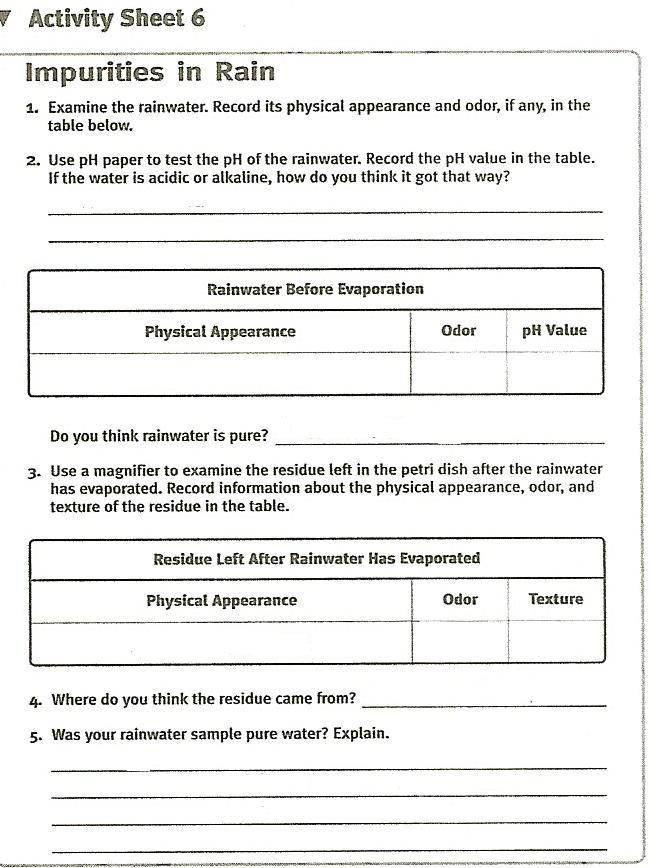 Activity Sheet 6
Impurities in Rain
1. Examine the rainwater. Record its physical appearance and odor, if any, in the
table below.
2. Use pH paper to test the pH of the rainwater. Record the pH value in the table.
If the water is acidic or alkaline, how do you think it got that way?
Rainwater Before Evaporation
Physical Appearance Odor pH Value
Do you think rainwater is pure?
3. Use a magnifier to examine the residue left in the petri dish after the rainwater
has evaporated. Record information about the physical appearance, odor, and
texture of the residue in the table.
Residue Left After Rainwater Has Evaporated
Physical Appearance Odor Texture
4. Where do you think the residue came from?
5. Was your rainwater sample pure water? Explain.